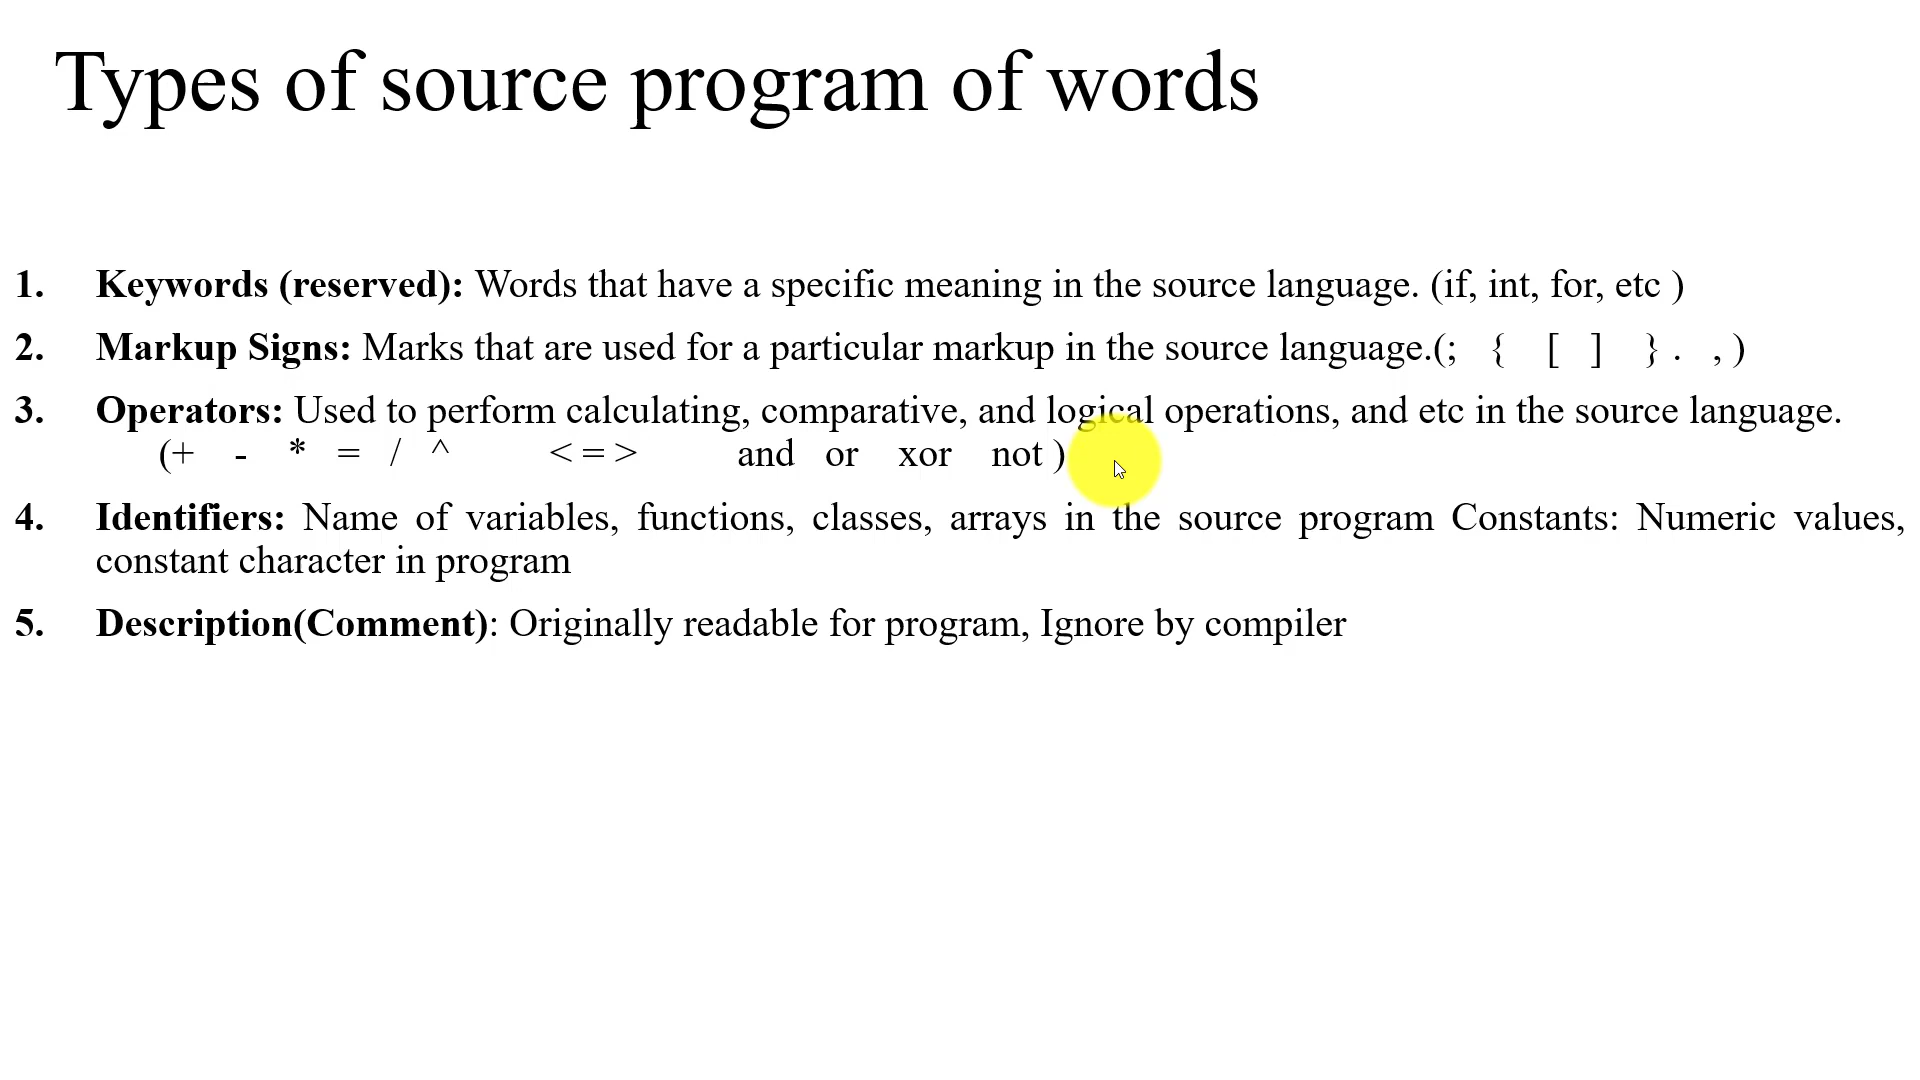 Types of source program of words
1. Keywords (reserved): Words that have a specific meaning in the source language. (if, int, for, etc )
2. Markup Signs: Marks that are used for a particular markup in the source language.(; { [ ] } . , )
3. Operators: Used to perform calculating, comparative, and logical operations, and etc in the source language.
(+ - * = / ^ < = > and or xor not )
4. Identifiers: Name of variables, functions, classes, arrays in the source program Constants: Numeric values,
constant character in program
5. Description(Comment): Originally readable for program, Ignore by compiler